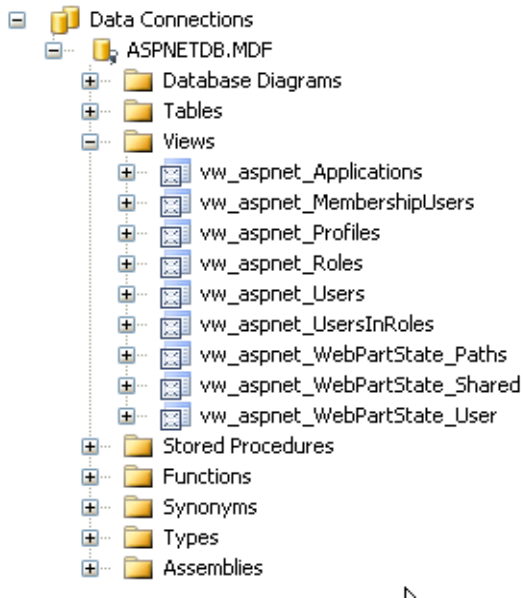 Data Connections
ASPNETDB.MDF
Database Diagrams
Tables
Views
vw_aspnet_Applications
vw_aspnet_MembershipUsers
vw_aspnet_Profiles
vw_aspnet_Roles
vw_aspnet_Users
vw_aspnet_UsersInRoles
vw_aspnet_WebPartState_Paths
vw_aspnet_WebPartState_Shared
vw_aspnet_WebPartState_User
Stored Procedures
Functions
Synonyms
Types
Assemblies